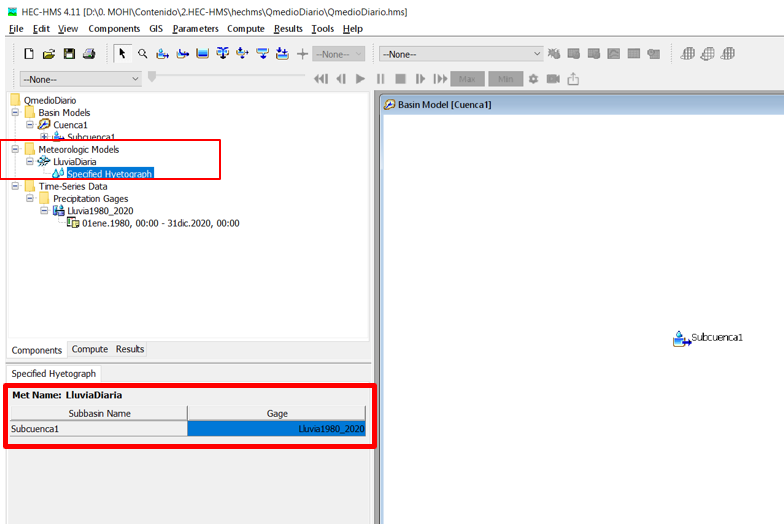 HEC-HMS 4.11 [D:\0. MOHI\Contenido\2.HEC-HMS\hechms\QmedioDiario\QmedioDiario.hms]
File Edit View Components GIS Parameters Compute Results Tools Help
--None-- --None--
--None-- Max Min
QmedioDiario
Basin Models
Cuenca1
Subcuenca1
Meteorologic Models
LluviaDiaria
Specified Hyetograph
Time-Series Data
Precipitation Gages
Lluvia1980_2020
01ene.1980, 00:00 - 31dic.2020, 00:00
Components Compute Results
Specified Hyetograph
Met Name: LluviaDiaria
Subbasin Name Gage
Subcuenca1 Lluvia1980_2020
Basin Model [Cuenca1]
Subcuenca1